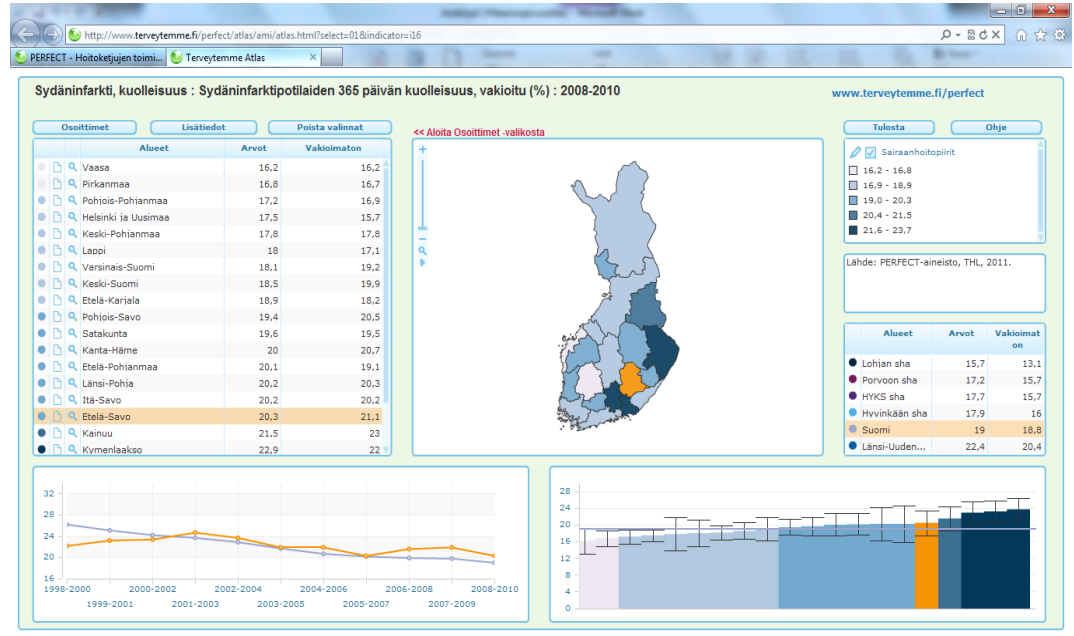 http://www.terveytemme.fi/perfect/atlas/ami/atlas.html?select=01&indicator=i16
PERFECT - Hoitoketjujen toimi...
Terveytemme Atlas
Sydäninfarkti, kuolleisuus : Sydäninfarktipotilaiden 365 päivän kuolleisuus, vakioitu (%) : 2008-2010
www.terveytemme.fi/perfect
Osoittimet Lisätiedot Poista valinnat
<< Aloita Osoittimet -valikosta
Tulosta Ohje
Alueet Arvot Vakioimaton
Vaasa 16,2 16,2
Pirkanmaa 16,8 16,7
Pohjois-Pohjanmaa 17,2 16,9
Helsinki ja Uusimaa 17,5 15,7
Keski-Pohjanmaa 17,8 17,8
Lappi 18 17,1
Varsinais-Suomi 18,1 19,2
Keski-Suomi 18,5 19,9
Etelä-Karjala 18,9 18,2
Pohjois-Savo 19,4 20,5
Satakunta 19,6 19,5
Kanta-Häme 20 20,7
Etelä-Pohjanmaa 20,1 19,1
Länsi-Pohja 20,2 20,3
Itä-Savo 20,2 20,2
Etelä-Savo 20,3 21,1
Kainuu 21,5 23
Kymenlaakso 22,9 22
Sairaanhoitopiirit
16,2 - 16,8
16,9 - 18,9
19,0 - 20,3
20,4 - 21,5
21,6 - 23,7
Lähde: PERFECT-aineisto, THL, 2011.
Alueet Arvot Vakioimat
on
Lohjan sha 15,7 13,1
Porvoon sha 17,2 15,7
HYKS sha 17,7 15,7
Hyvinkään sha 17,9 16
Suomi 19 18,8
Länsi-Uuden... 22,4 20,4
32
28
24
20
16
1998-2000 2000-2002 2002-2004 2004-2006 2006-2008 2008-2010
1999-2001 2001-2003 2003-2005 2005-2007 2007-2009
28
24
20
16
12
8
4
0